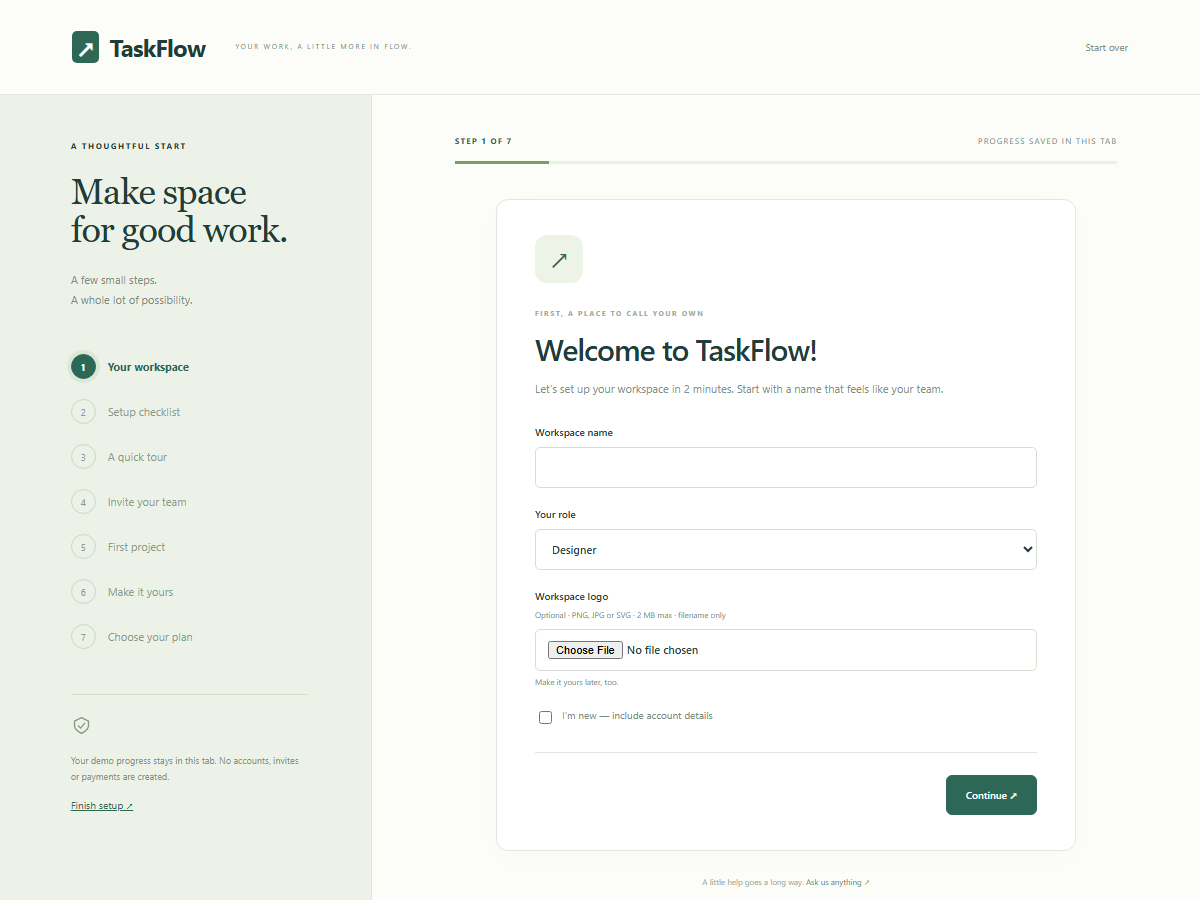 TaskFlow
YOUR WORK, A LITTLE MORE IN FLOW.
Start over
A THOUGHTFUL START
Make space
for good work.
A few small steps.
A whole lot of possibility.
1 Your workspace
2 Setup checklist
3 A quick tour
4 Invite your team
5 First project
6 Make it yours
7 Choose your plan
Your demo progress stays in this tab. No accounts, invites
or payments are created.
Finish setup ↗
STEP 1 OF 7
PROGRESS SAVED IN THIS TAB
FIRST, A PLACE TO CALL YOUR OWN
Welcome to TaskFlow!
Let's set up your workspace in 2 minutes. Start with a name that feels like your team.
Workspace name
Your role
Designer
Workspace logo
Optional · PNG, JPG or SVG · 2 MB max · filename only
Choose File No file chosen
Make it yours later, too.
I'm new — include account details
Continue ↗
A little help goes a long way. Ask us anything ↗